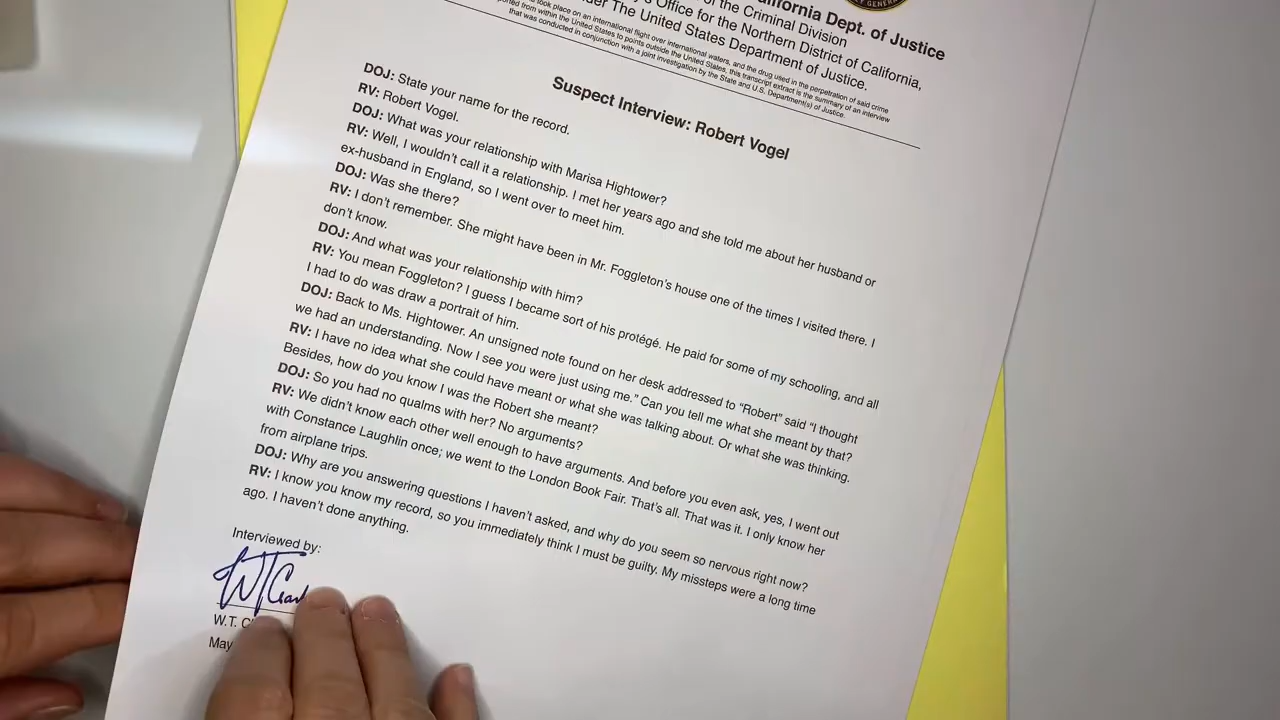 California Dept. of Justice
of the Criminal Division
's Office for the Northern District of California,
der The United States Department of Justice.
took place on an international flight over international waters, and the drug used in the perpetration of said crime
ported from within the United States to points outside the United States, this transcript extract is the summary of an interview
that was conducted in conjunction with a joint investigation by the State and U.S. Department(s) of Justice.
Suspect Interview: Robert Vogel
DOJ: State your name for the record.
RV: Robert Vogel.
DOJ: What was your relationship with Marisa Hightower?
RV: Well, I wouldn't call it a relationship. I met her years ago and she told me about her husband or
ex-husband in England, so I went over to meet him.
DOJ: Was she there?
RV: I don't remember. She might have been in Mr. Foggleton's house one of the times I visited there. I
don't know.
DOJ: And what was your relationship with him?
RV: You mean Foggleton? I guess I became sort of his protégé. He paid for some of my schooling, and all
I had to do was draw a portrait of him.
DOJ: Back to Ms. Hightower. An unsigned note found on her desk addressed to “Robert” said “I thought
we had an understanding. Now I see you were just using me.” Can you tell me what she meant by that?
RV: I have no idea what she could have meant or what she was talking about. Or what she was thinking.
Besides, how do you know I was the Robert she meant?
DOJ: So you had no qualms with her? No arguments?
RV: We didn't know each other well enough to have arguments. And before you even ask, yes, I went out
with Constance Laughlin once; we went to the London Book Fair. That's all. That was it. I only know her
from airplane trips.
DOJ: Why are you answering questions I haven't asked, and why do you seem so nervous right now?
RV: I know you know my record, so you immediately think I must be guilty. My missteps were a long time
ago. I haven't done anything.
Interviewed by:
W.T.
May